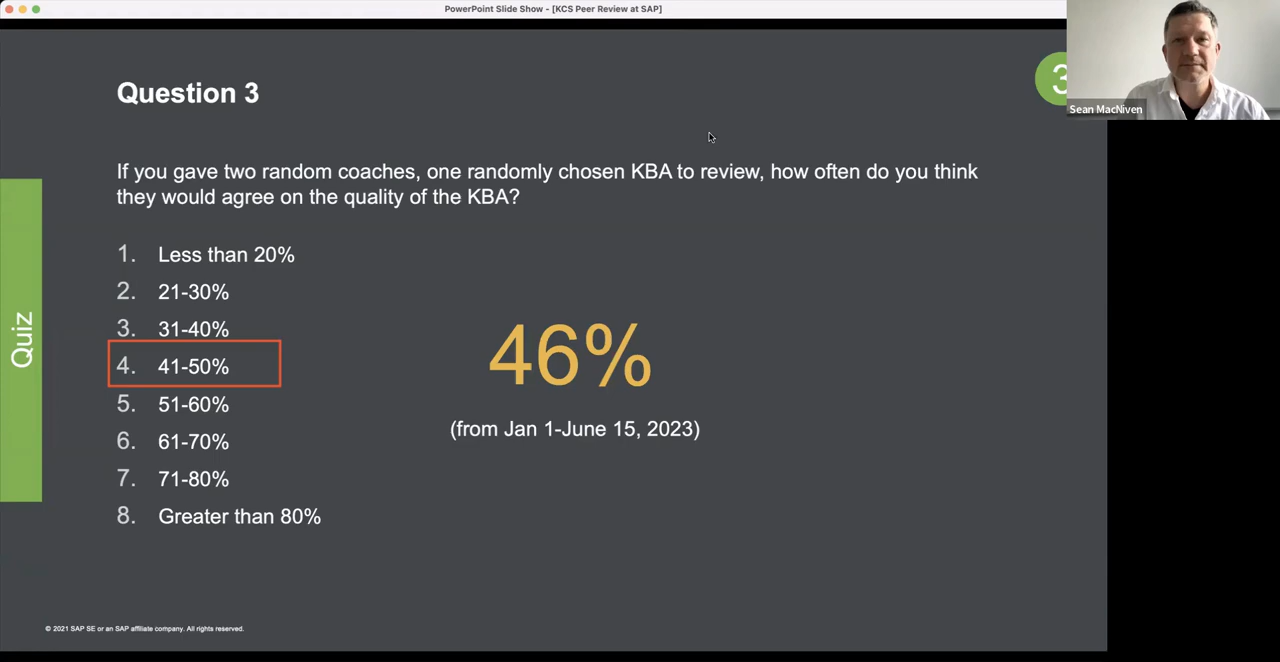 PowerPoint Slide Show - [KCS Peer Review at SAP]
Question 3
3
Sean MacNiven
If you gave two random coaches, one randomly chosen KBA to review, how often do you think
they would agree on the quality of the KBA?
1. Less than 20%
2. 21-30%
3. 31-40%
4. 41-50%
5. 51-60%
6. 61-70%
7. 71-80%
8. Greater than 80%
46%
(from Jan 1-June 15, 2023)
Quiz
© 2021 SAP SE or an SAP affiliate company. All rights reserved.